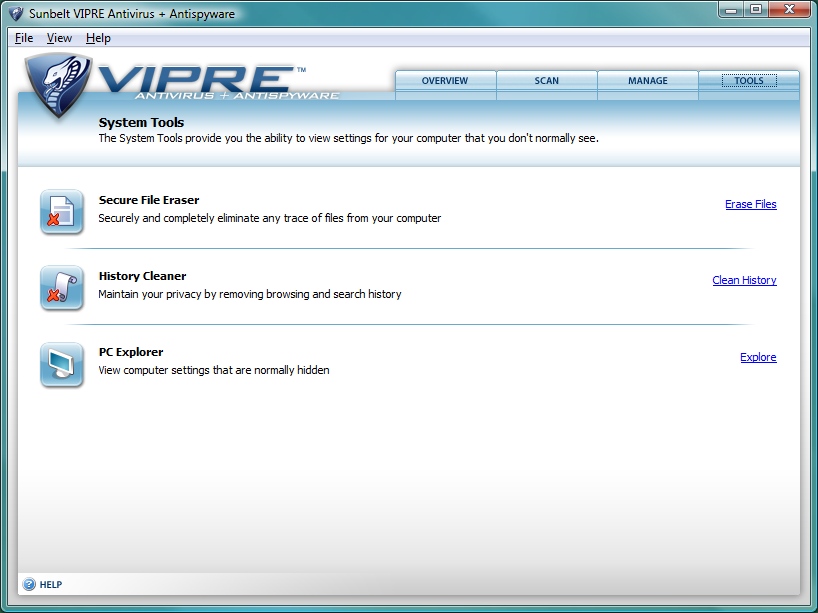 Sunbelt VIPRE Antivirus + Antispyware
File View Help
VIPRE™
ANTIVIRUS + ANTISPYWARE
OVERVIEW SCAN MANAGE TOOLS
System Tools
The System Tools provide you the ability to view settings for your computer that you don't normally see.
Secure File Eraser
Securely and completely eliminate any trace of files from your computer
Erase Files
History Cleaner
Maintain your privacy by removing browsing and search history
Clean History
PC Explorer
View computer settings that are normally hidden
Explore
? HELP